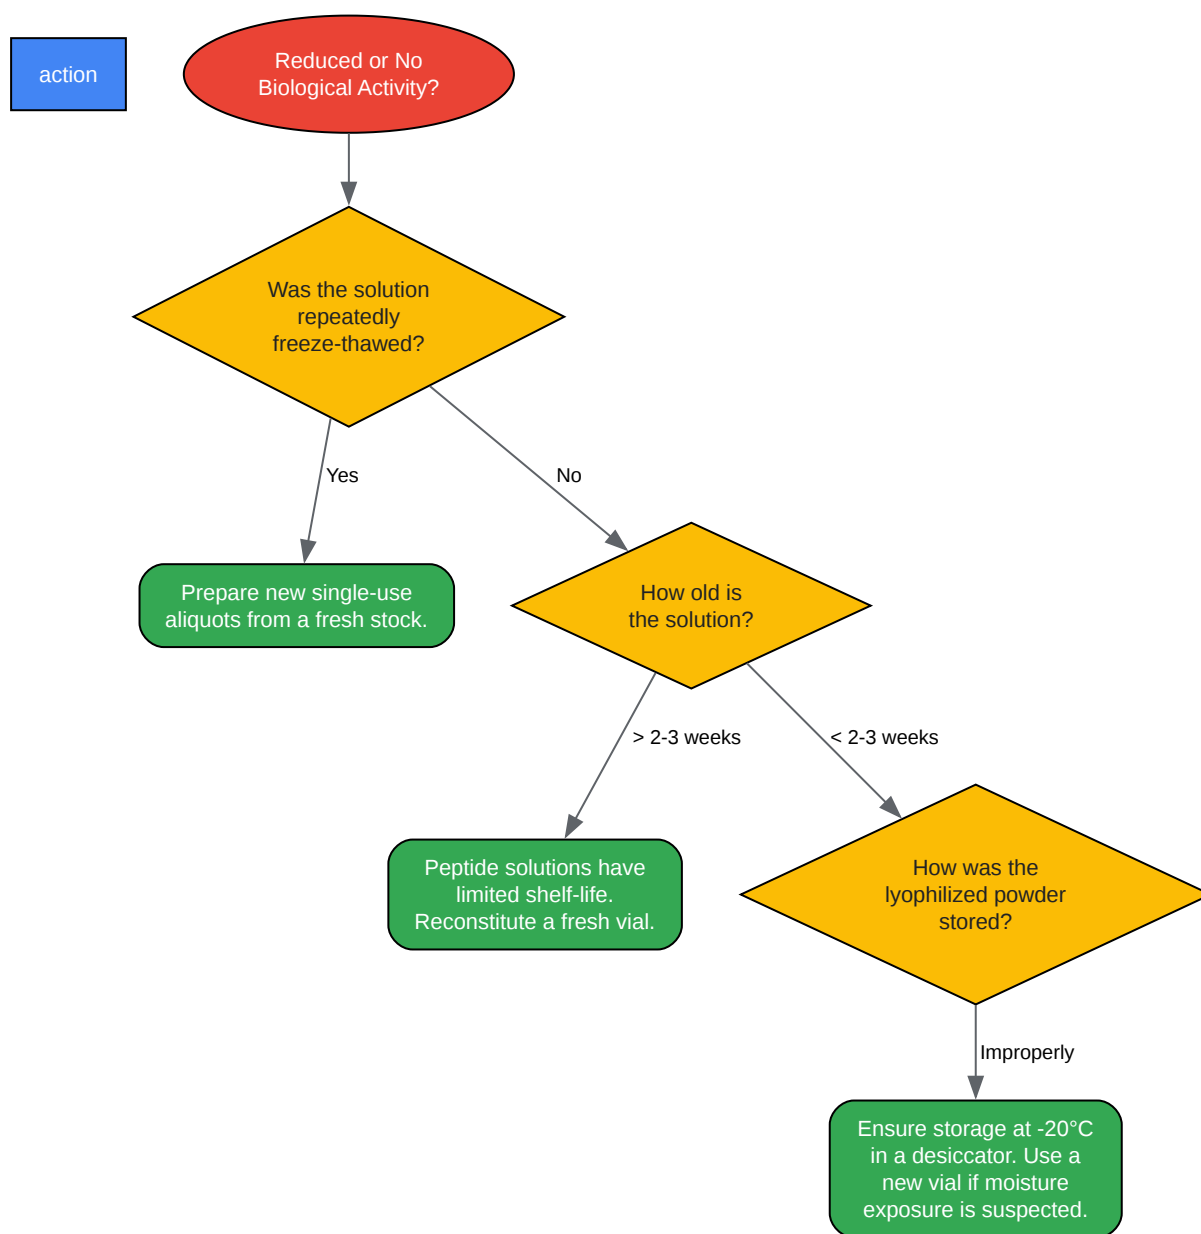 action
Reduced or No
Biological Activity?
Was the solution
repeatedly
freeze-thawed?
Yes
No
Prepare new single-use
aliquots from a fresh stock.
How old is
the solution?
> 2-3 weeks
< 2-3 weeks
Peptide solutions have
limited shelf-life.
Reconstitute a fresh vial.
How was the
lyophilized powder
stored?
Improperly
Ensure storage at -20°C
in a desiccator. Use a
new vial if moisture
exposure is suspected.